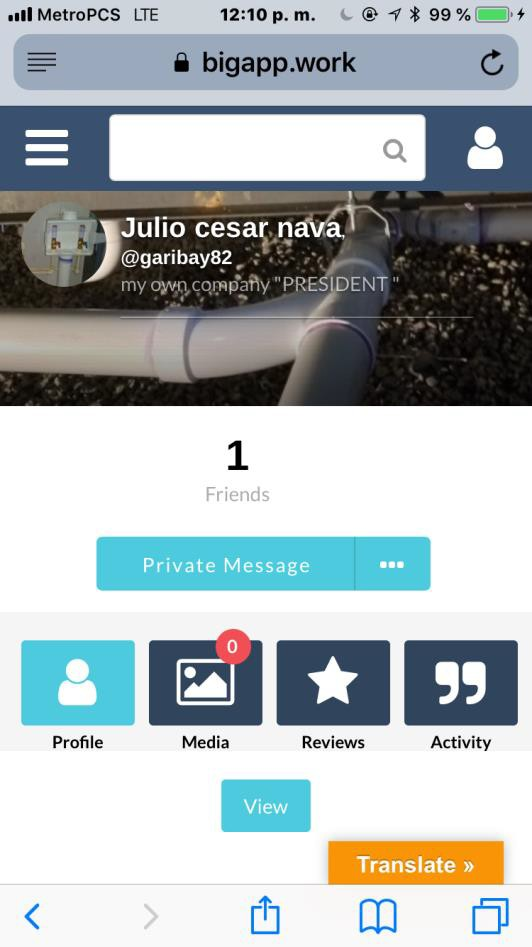 MetroPCS LTE 12:10 p. m. 99 %
bigapp.work
Julio cesar nava,
@garibay82
my own company "PRESIDENT "
1
Friends
Private Message
0
Profile Media Reviews Activity
View
Translate »